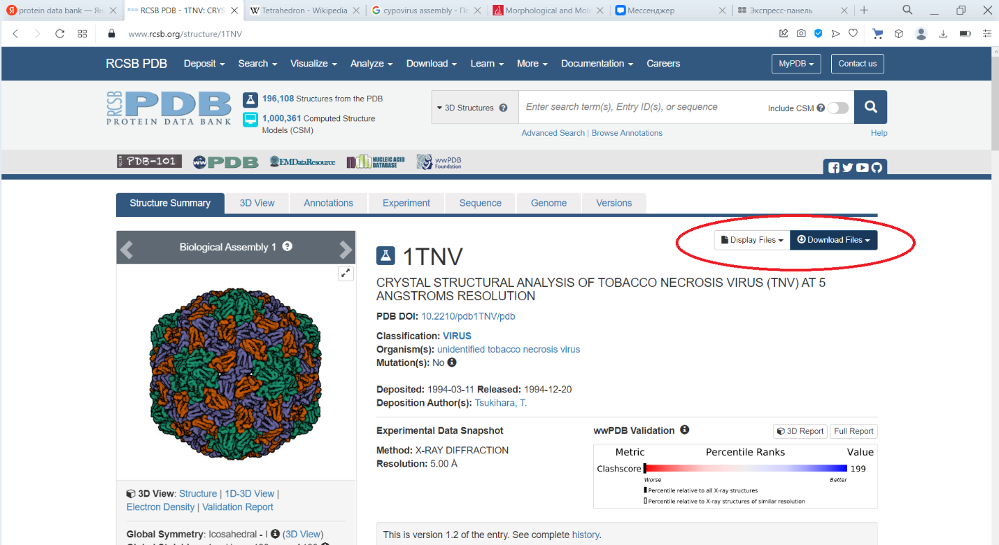 protein data bank — Ян
RCSB PDB - 1TNV: CRYS
Tetrahedron - Wikipedia
cypovirus assembly - По
Morphological and Mole
Мессенджер
Экспресс-панель
www.rcsb.org/structure/1TNV
RCSB PDB Deposit Search Visualize Analyze Download Learn More Documentation Careers MyPDB Contact us
RCSB PDB
PROTEIN DATA BANK
196,108 Structures from the PDB
1,000,361 Computed Structure
Models (CSM)
3D Structures
Enter search term(s), Entry ID(s), or sequence
Include CSM
Advanced Search | Browse Annotations
Help
RCSB PDB-101
wwPDB
EMDataResource
ndb NUCLEIC ACID
DATABASE
wwPDB
Foundation
Structure Summary 3D View Annotations Experiment Sequence Genome Versions
Biological Assembly 1
Display Files Download Files
1TNV
CRYSTAL STRUCTURAL ANALYSIS OF TOBACCO NECROSIS VIRUS (TNV) AT 5
ANGSTROMS RESOLUTION
PDB DOI: 10.2210/pdb1TNV/pdb
Classification: VIRUS
Organism(s): unidentified tobacco necrosis virus
Mutation(s): No
Deposited: 1994-03-11 Released: 1994-12-20
Deposition Author(s): Tsukihara, T.
Experimental Data Snapshot
Method: X-RAY DIFFRACTION
Resolution: 5.00 Å
wwPDB Validation
3D Report Full Report
Metric Percentile Ranks Value
Clashscore 199
Worse Better
Percentile relative to all X-ray structures
Percentile relative to X-ray structures of similar resolution
This is version 1.2 of the entry. See complete history.
3D View: Structure | 1D-3D View |
Electron Density | Validation Report
Global Symmetry: Icosahedral - I (3D View)